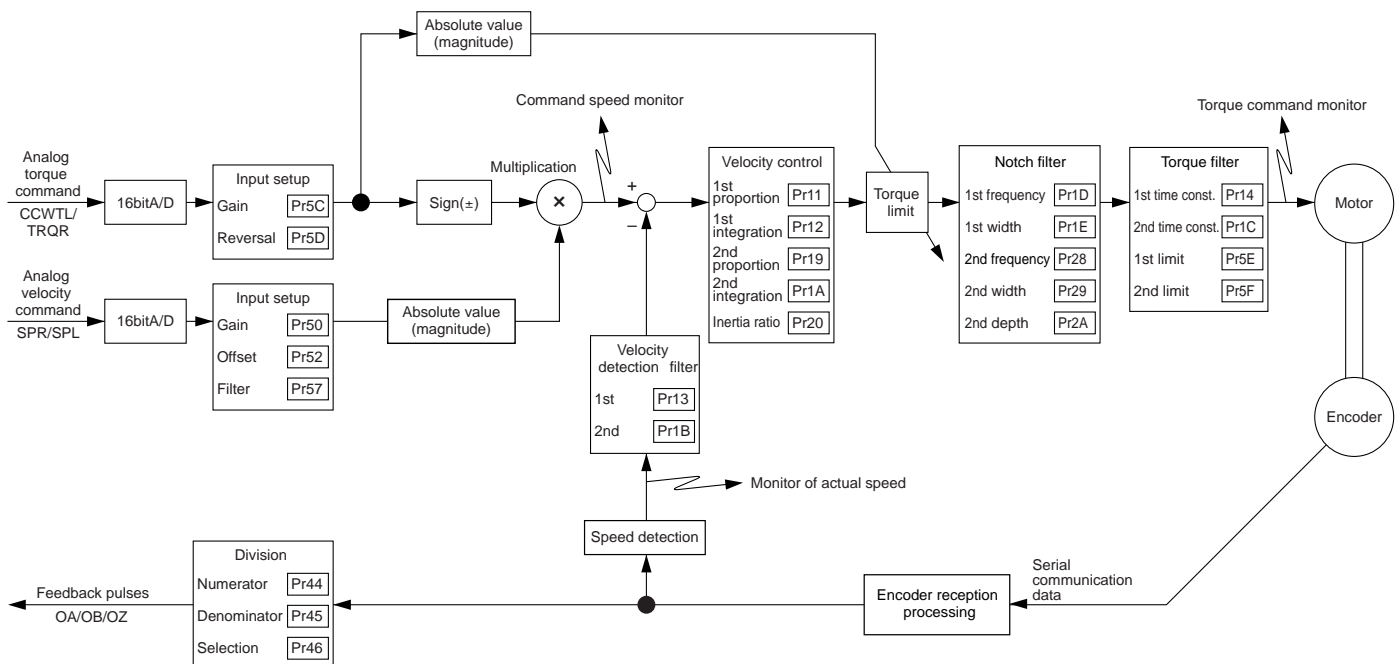 Absolute value
(magnitude)
Command speed monitor
Torque command monitor
Analog
torque
command
CCWTL/
TRQR
16bitA/D
Input setup
Gain Pr5C
Reversal Pr5D
Sign(±)
Multiplication
×
+
−
Velocity control
1st
proportion Pr11
1st
integration Pr12
2nd
proportion Pr19
2nd
integration Pr1A
Inertia ratio Pr20
Torque
limit
Notch filter
1st frequency Pr1D
1st width Pr1E
2nd frequency Pr28
2nd width Pr29
2nd depth Pr2A
Torque filter
1st time const. Pr14
2nd time const. Pr1C
1st limit Pr5E
2nd limit Pr5F
Motor
Analog
velocity
command
SPR/SPL
16bitA/D
Input setup
Gain Pr50
Offset Pr52
Filter Pr57
Absolute value
(magnitude)
Velocity
detection filter
1st Pr13
2nd Pr1B
Encoder
Monitor of actual speed
Speed detection
Serial
communication
data
Encoder reception
processing
Division
Numerator Pr44
Denominator Pr45
Selection Pr46
Feedback pulses
OA/OB/OZ